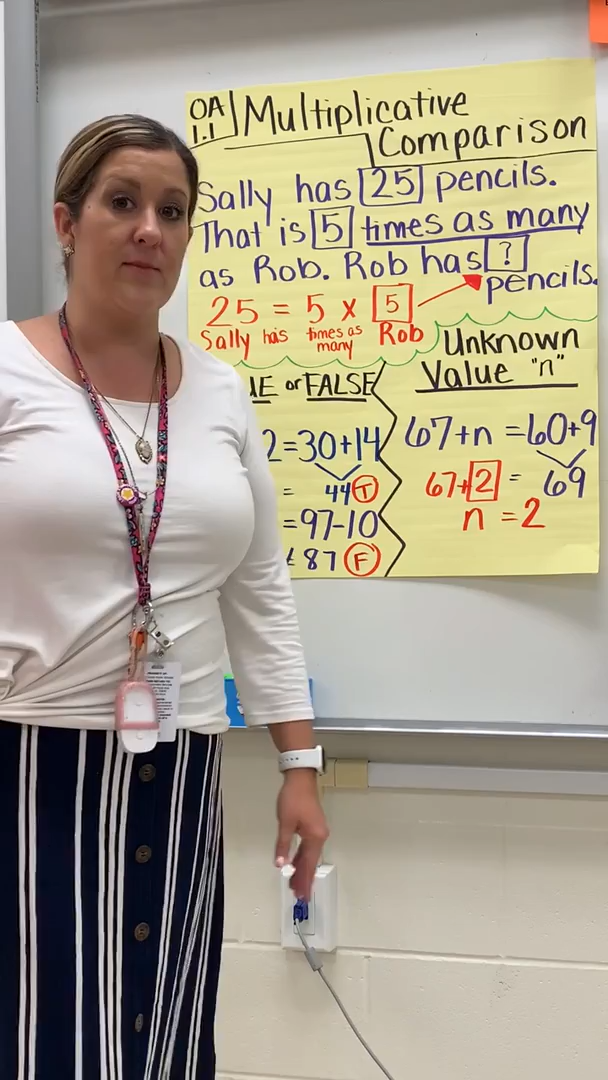 OA 1.1 Multiplicative
Comparison
Sally has 25 pencils.
That is 5 times as many
as Rob. Rob has ?
pencils.
25 = 5 x 5
Sally has times as many Rob
Unknown
Value "n"
UE or FALSE
2=30+14
= 44 T
=97-10
≠ 87 F
67+n =60+9
67+2 = 69
n =2